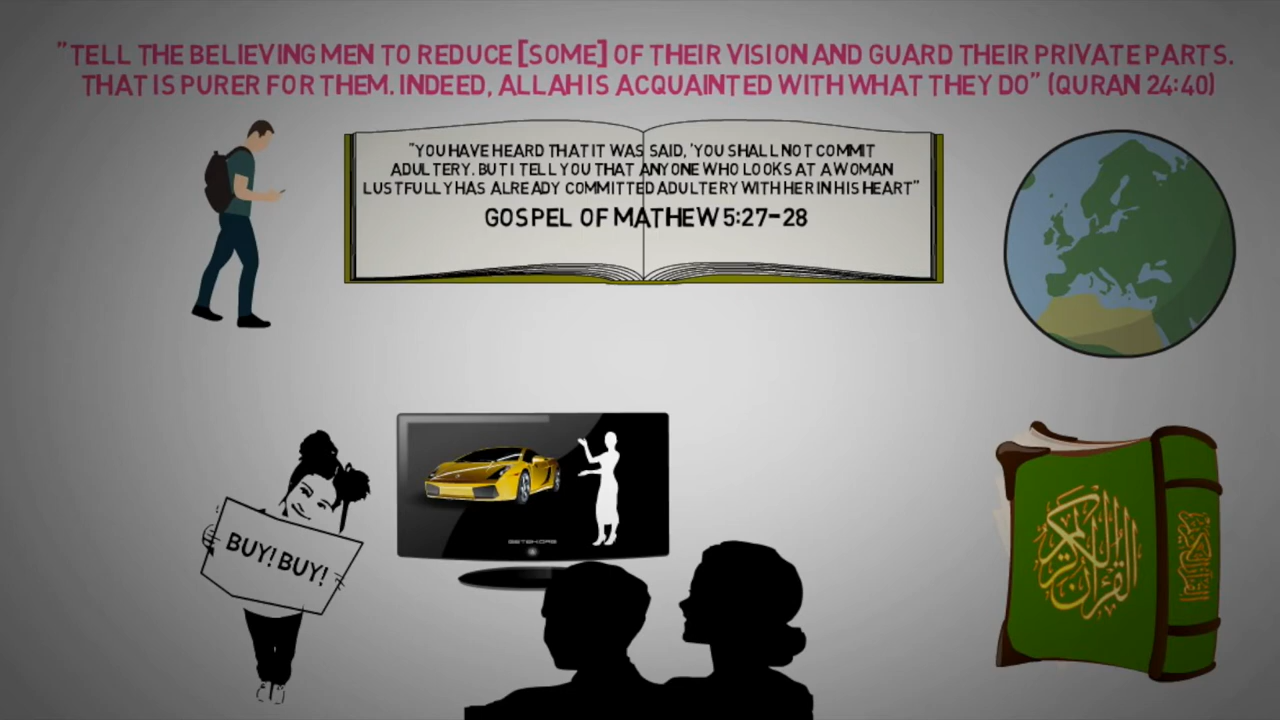 "TELL THE BELIEVING MEN TO REDUCE [SOME] OF THEIR VISION AND GUARD THEIR PRIVATE PARTS.
THAT IS PURER FOR THEM. INDEED, ALLAH IS ACQUAINTED WITH WHAT THEY DO" (QURAN 24:40)
"YOU HAVE HEARD THAT IT WAS SAID, 'YOU SHALL NOT COMMIT
ADULTERY. BUT I TELL YOU THAT ANYONE WHO LOOKS AT A WOMAN
LUSTFULLY HAS ALREADY COMMITTED ADULTERY WITH HER IN HIS HEART"
GOSPEL OF MATHEW 5:27-28
BUY! BUY!
القرآن الكريم